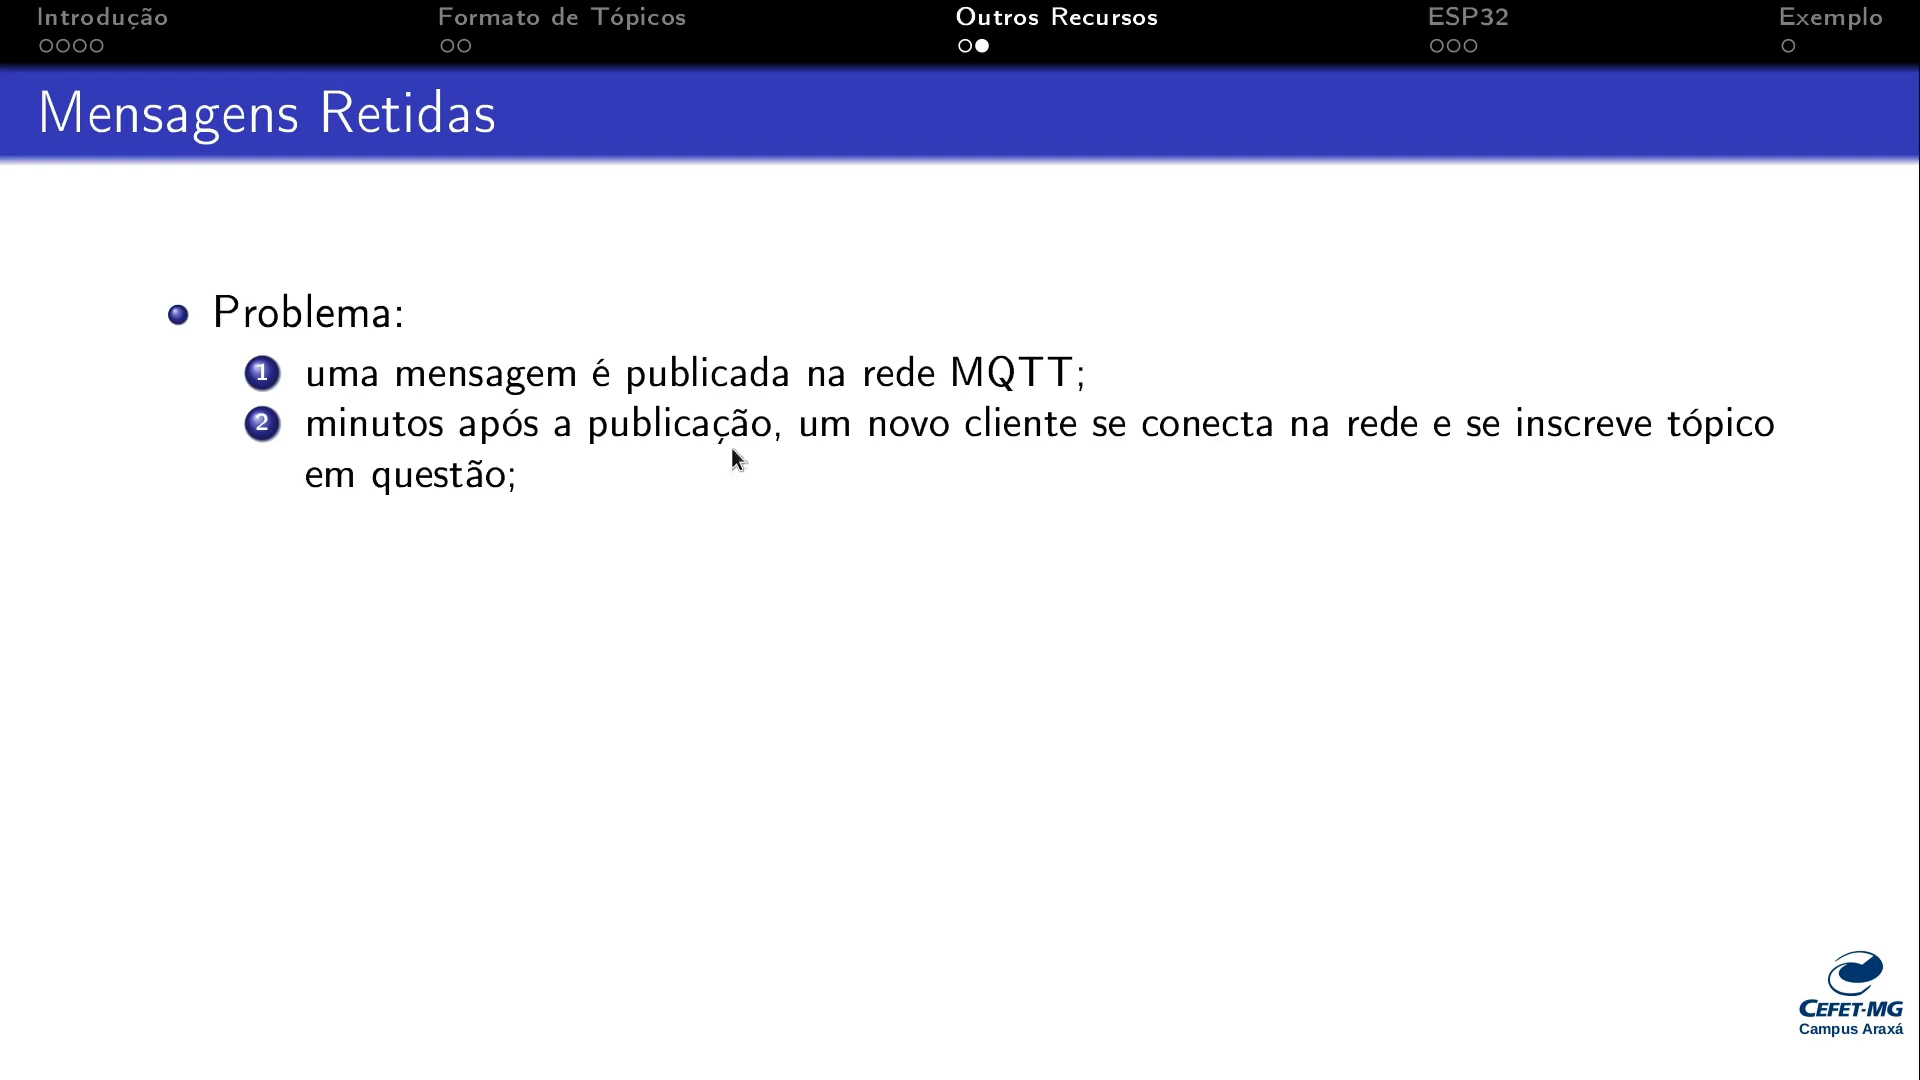 Introdução
Formato de Tópicos
Outros Recursos
ESP32
Exemplo
Mensagens Retidas
Problema:
1 uma mensagem é publicada na rede MQTT;
2 minutos após a publicação, um novo cliente se conecta na rede e se inscreve tópico
em questão;
CEFET-MG
Campus Araxá